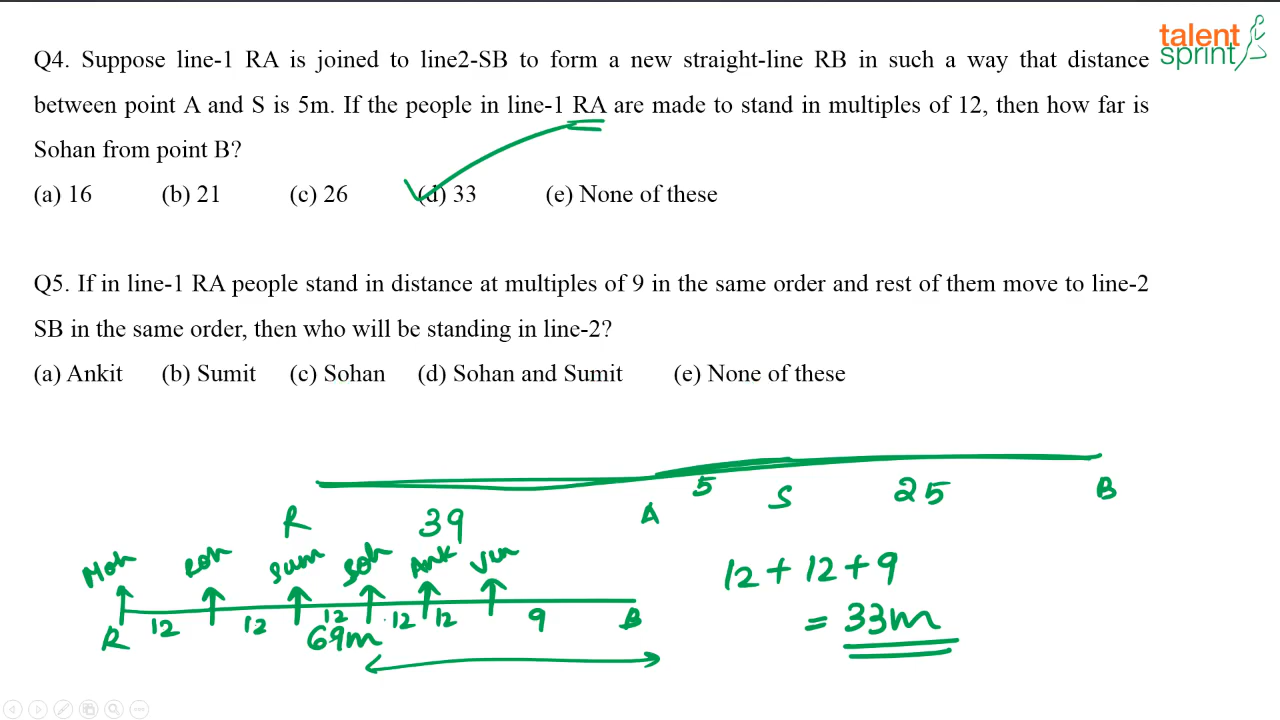 talent
sprint
Q4. Suppose line-1 RA is joined to line2-SB to form a new straight-line RB in such a way that distance
between point A and S is 5m. If the people in line-1 RA are made to stand in multiples of 12, then how far is
Sohan from point B?
(a) 16 (b) 21 (c) 26 (d) 33 (e) None of these
Q5. If in line-1 RA people stand in distance at multiples of 9 in the same order and rest of them move to line-2
SB in the same order, then who will be standing in line-2?
(a) Ankit (b) Sumit (c) Sohan (d) Sohan and Sumit (e) None of these
R 39 A 5 S 25 B
Moh Roh Sum Soh Ank
R 12 12 12 12 12 9 B
69m
12 + 12 + 9
= 33m